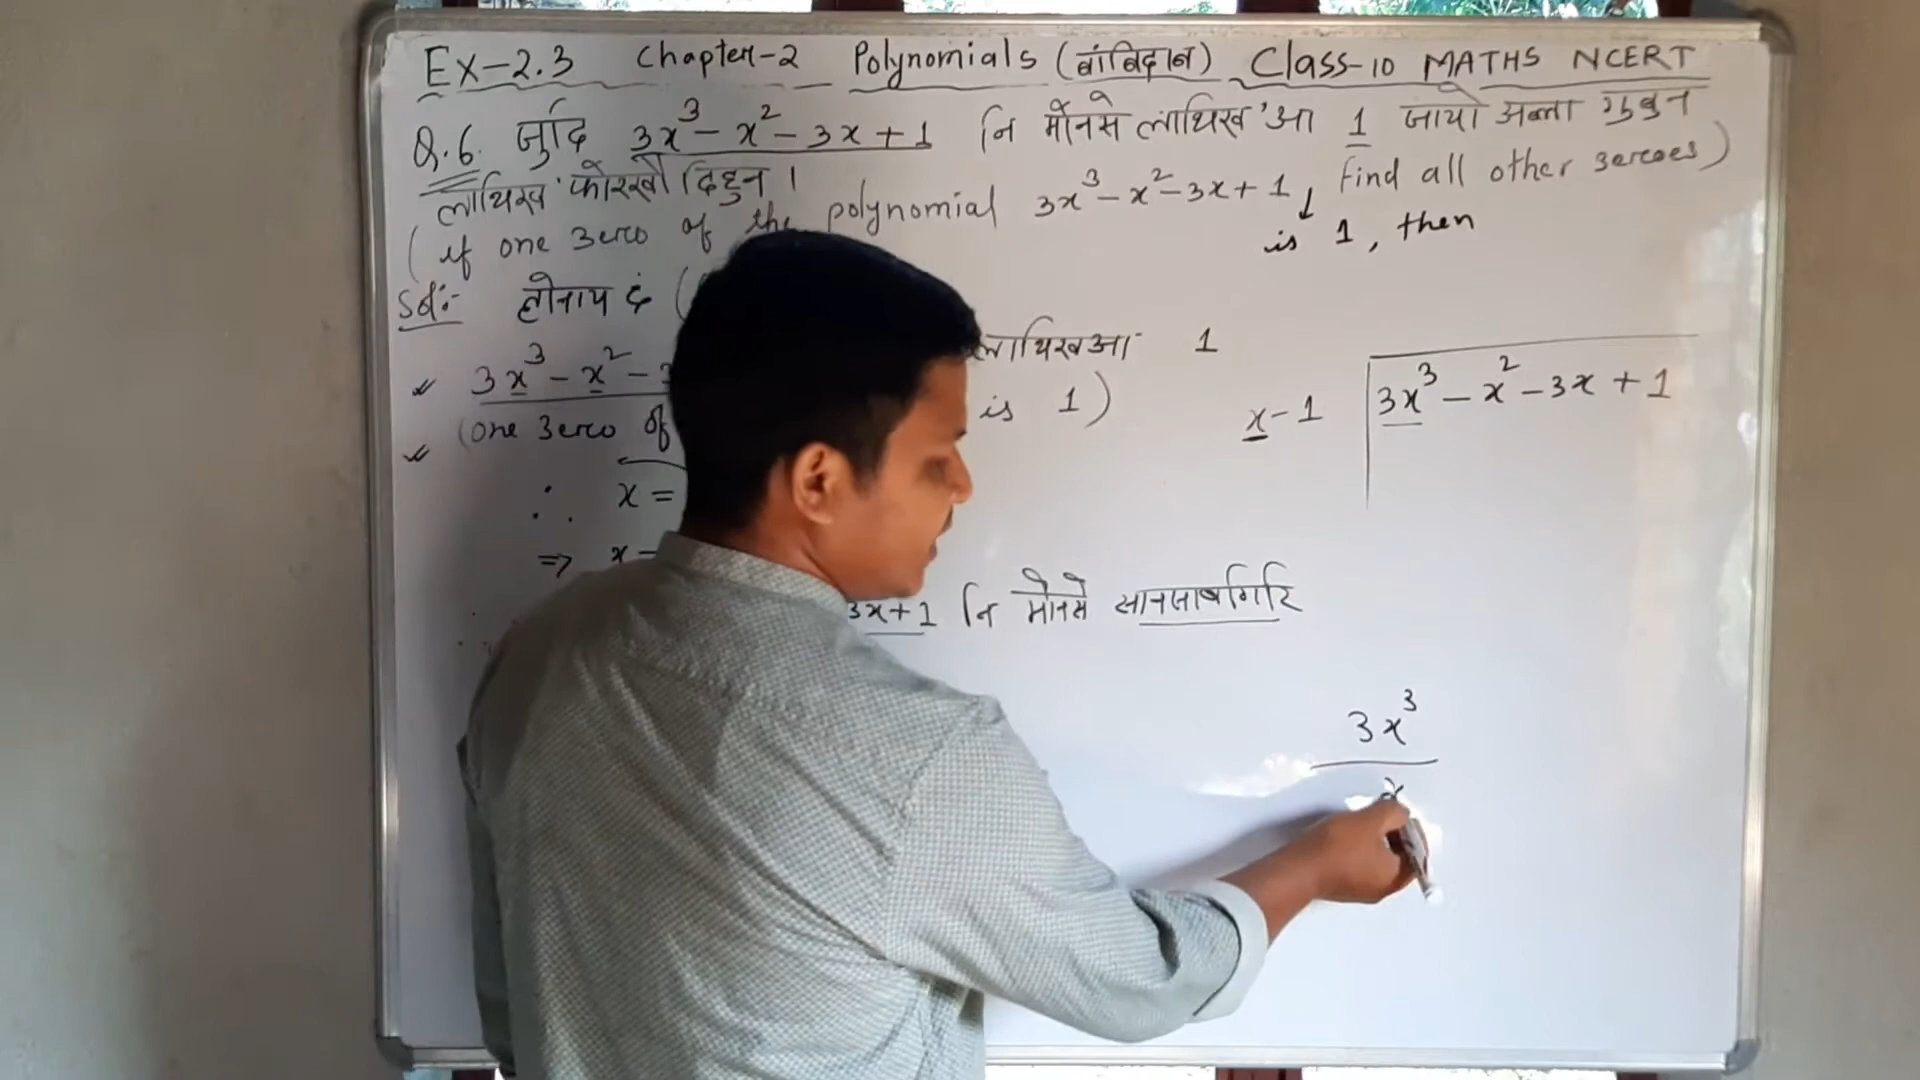 Ex-2.3 Chapter-2 Polynomials (बांबिदाब) Class-10 MATHS NCERT
Q.6. जुदि 3x³ - x² - 3x + 1 नि मोनसे लाथिख'आ 1 जायो अब्ला गुबुन
लाथिख'फोरखौ दिहुन।
(if one zero of the polynomial 3x³ - x² - 3x + 1, find all other zeroes)
is 1, then
Sol:- होनाय दं (
3x³ - x² - लाथिखआ 1
(one zero of is 1)
∴ x =
⇒ x -
3x+1 नि मोनसे सानजाबगिरि
x-1 3x³ - x² - 3x + 1
3x³
x